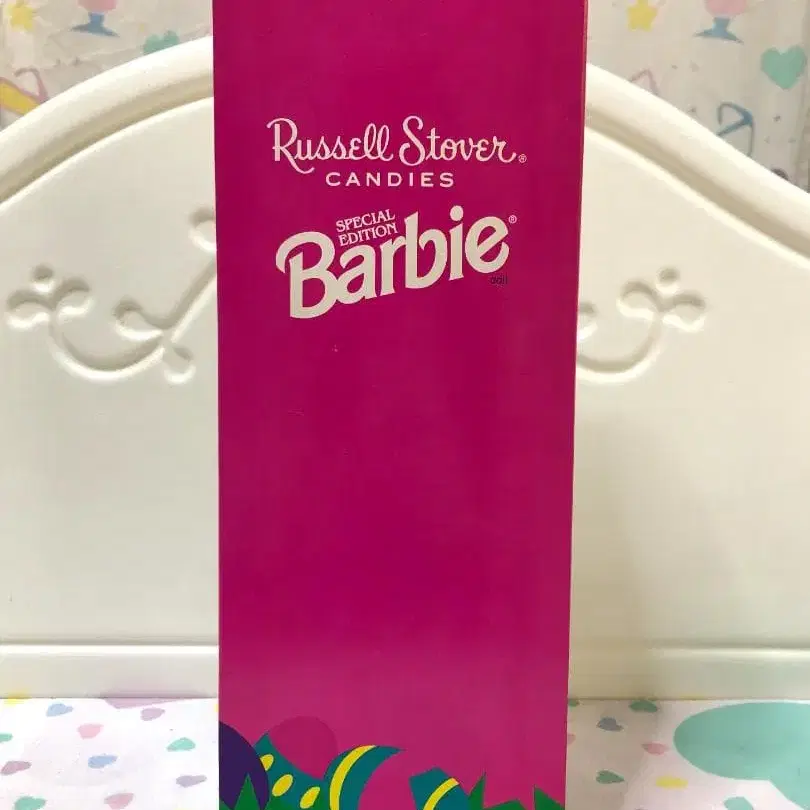 Russell Stover®
CANDIES
SPECIAL
EDITION
Barbie®
doll